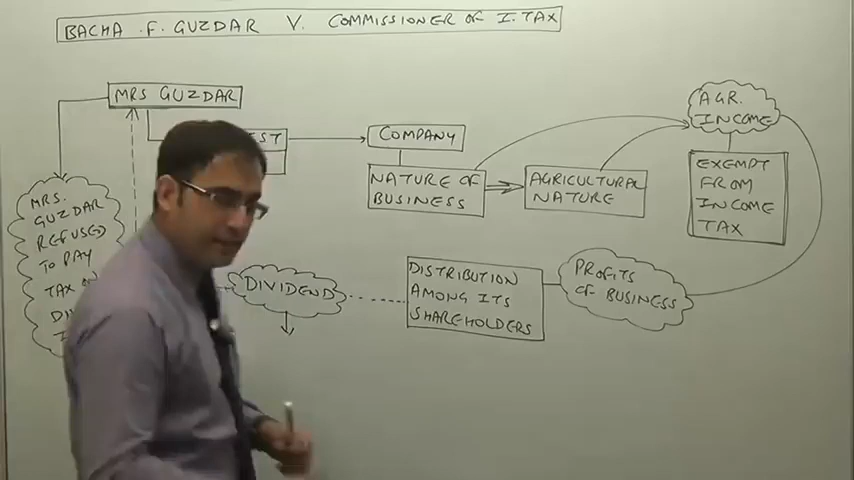 BACHA .F. GUZDAR V. COMMISSIONER OF I.TAX
MRS GUZDAR
COMPANY
NATURE OF
BUSINESS
AGRICULTURAL
NATURE
AGR.
INCOME
EXEMPT
FROM
INCOME
TAX
MRS.
GUZDAR
REFUSED
TO PAY
TAX
DIVIDEND
DISTRIBUTION
AMONG ITS
SHAREHOLDERS
PROFITS
OF BUSINESS